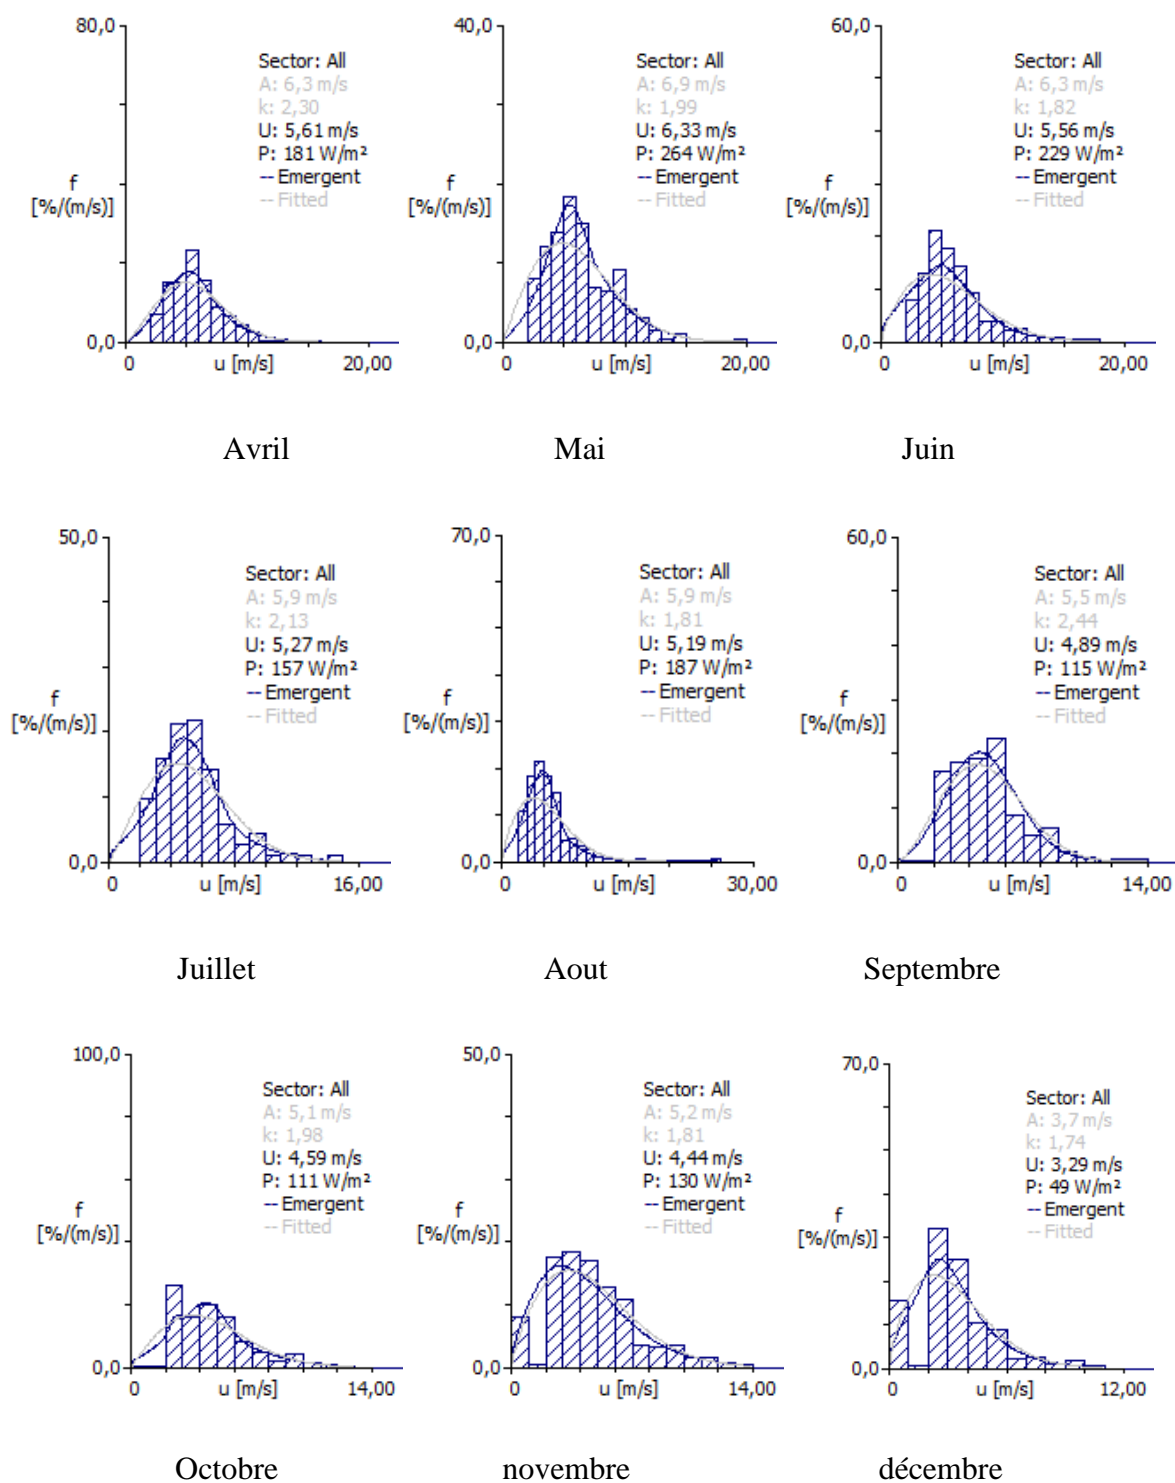 80,0
Sector: All
A: 6,3 m/s
k: 2,30
U: 5,61 m/s
P: 181 W/m²
-- Emergent
-- Fitted
f
[%/(m/s)]
0,0
0
u [m/s]
20,00
Avril
40,0
Sector: All
A: 6,9 m/s
k: 1,99
U: 6,33 m/s
P: 264 W/m²
-- Emergent
-- Fitted
f
[%/(m/s)]
0,0
0
u [m/s]
20,00
Mai
60,0
Sector: All
A: 6,3 m/s
k: 1,82
U: 5,56 m/s
P: 229 W/m²
-- Emergent
-- Fitted
f
[%/(m/s)]
0,0
0
u [m/s]
20,00
Juin
50,0
Sector: All
A: 5,9 m/s
k: 2,13
U: 5,27 m/s
P: 157 W/m²
-- Emergent
-- Fitted
f
[%/(m/s)]
0,0
0
u [m/s]
16,00
Juillet
70,0
Sector: All
A: 5,9 m/s
k: 1,81
U: 5,19 m/s
P: 187 W/m²
-- Emergent
-- Fitted
f
[%/(m/s)]
0,0
0
u [m/s]
30,00
Aout
60,0
Sector: All
A: 5,5 m/s
k: 2,44
U: 4,89 m/s
P: 115 W/m²
-- Emergent
-- Fitted
f
[%/(m/s)]
0,0
0
u [m/s]
14,00
Septembre
100,0
Sector: All
A: 5,1 m/s
k: 1,98
U: 4,59 m/s
P: 111 W/m²
-- Emergent
-- Fitted
f
[%/(m/s)]
0,0
0
u [m/s]
14,00
Octobre
50,0
Sector: All
A: 5,2 m/s
k: 1,81
U: 4,44 m/s
P: 130 W/m²
-- Emergent
-- Fitted
f
[%/(m/s)]
0,0
0
u [m/s]
14,00
novembre
70,0
Sector: All
A: 3,7 m/s
k: 1,74
U: 3,29 m/s
P: 49 W/m²
-- Emergent
-- Fitted
f
[%/(m/s)]
0,0
0
u [m/s]
12,00
décembre